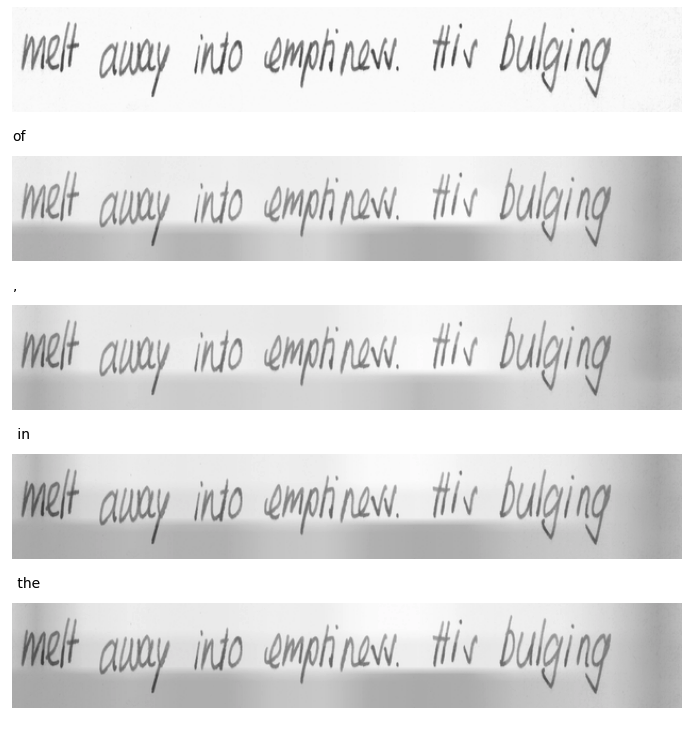 melt away into emptiness. His bulging
of
melt away into emptiness. His bulging
,
melt away into emptiness. His bulging
in
melt away into emptiness. His bulging
the
melt away into emptiness. His bulging